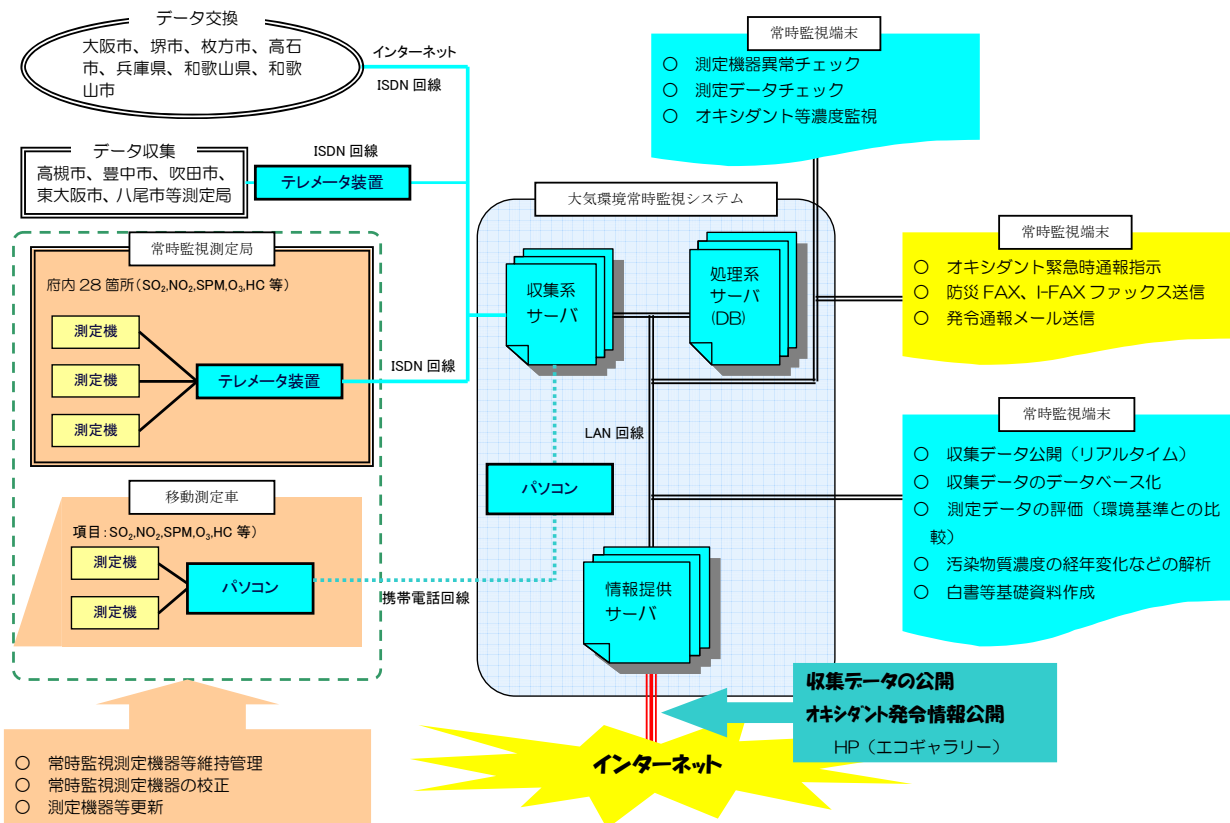 データ交換
大阪市、堺市、枚方市、高石
市、兵庫県、和歌山県、和歌
山市
インターネット
ISDN 回線
データ収集
高槻市、豊中市、吹田市、
東大阪市、八尾市等測定局
ISDN 回線
テレメータ装置
常時監視測定局
府内 28 箇所(SO₂,NO₂,SPM,O₃,HC 等)
測定機
測定機
測定機
テレメータ装置
ISDN 回線
移動測定車
項目:SO₂,NO₂,SPM,O₃,HC 等)
測定機
測定機
パソコン
携帯電話回線
○ 常時監視測定機器等維持管理
○ 常時監視測定機器の校正
○ 測定機器等更新
大気環境常時監視システム
収集系
サーバ
処理系
サーバ
(DB)
LAN 回線
パソコン
情報提供
サーバ
インターネット
収集データの公開
オキシダント発令情報公開
HP(エコギャラリー)
常時監視端末
○ 測定機器異常チェック
○ 測定データチェック
○ オキシダント等濃度監視
常時監視端末
○ オキシダント緊急時通報指示
○ 防災 FAX、I-FAX ファックス送信
○ 発令通報メール送信
常時監視端末
○ 収集データ公開(リアルタイム)
○ 収集データのデータベース化
○ 測定データの評価(環境基準との比
較)
○ 汚染物質濃度の経年変化などの解析
○ 白書等基礎資料作成